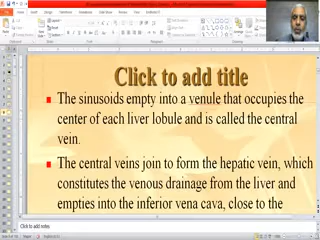 Click to add title
The sinusoids empty into a venule that occupies the
center of each liver lobule and is called the central
vein.
The central veins join to form the hepatic vein, which
constitutes the venous drainage from the liver and
empties into the inferior vena cava, close to the
Click to add notes